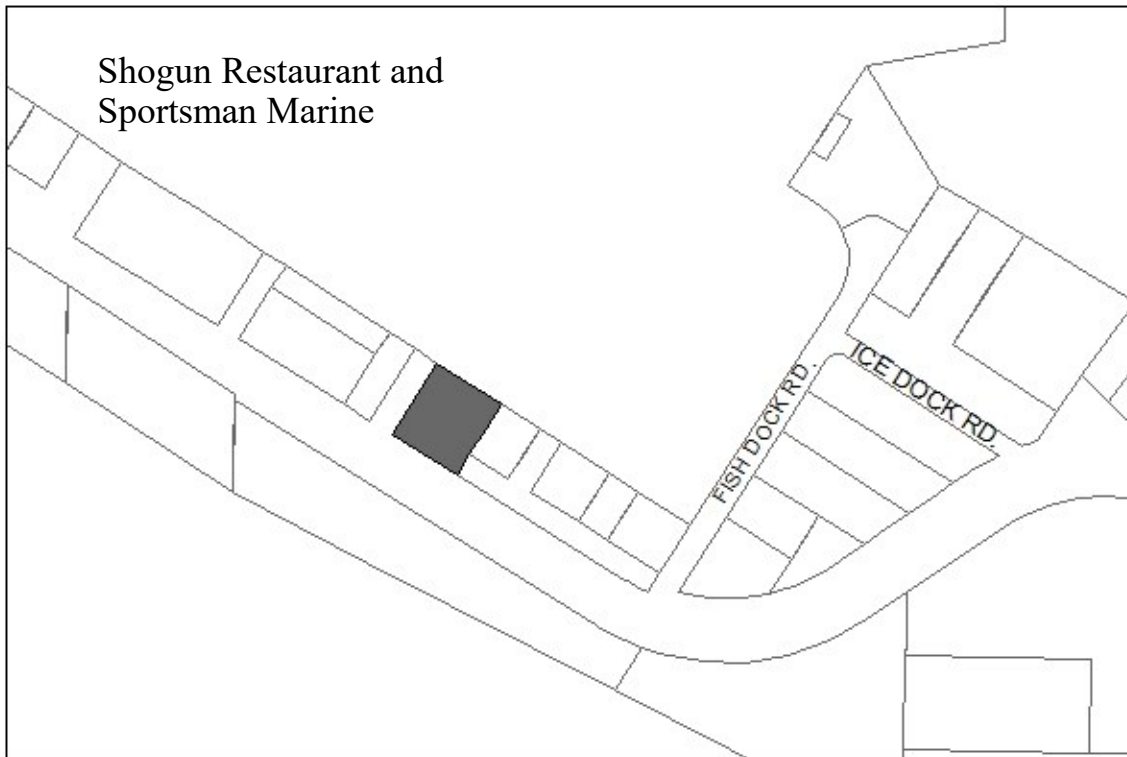 Shogun Restaurant and
Sportsman Marine
FISH DOCK RD.
ICE DOCK RD.